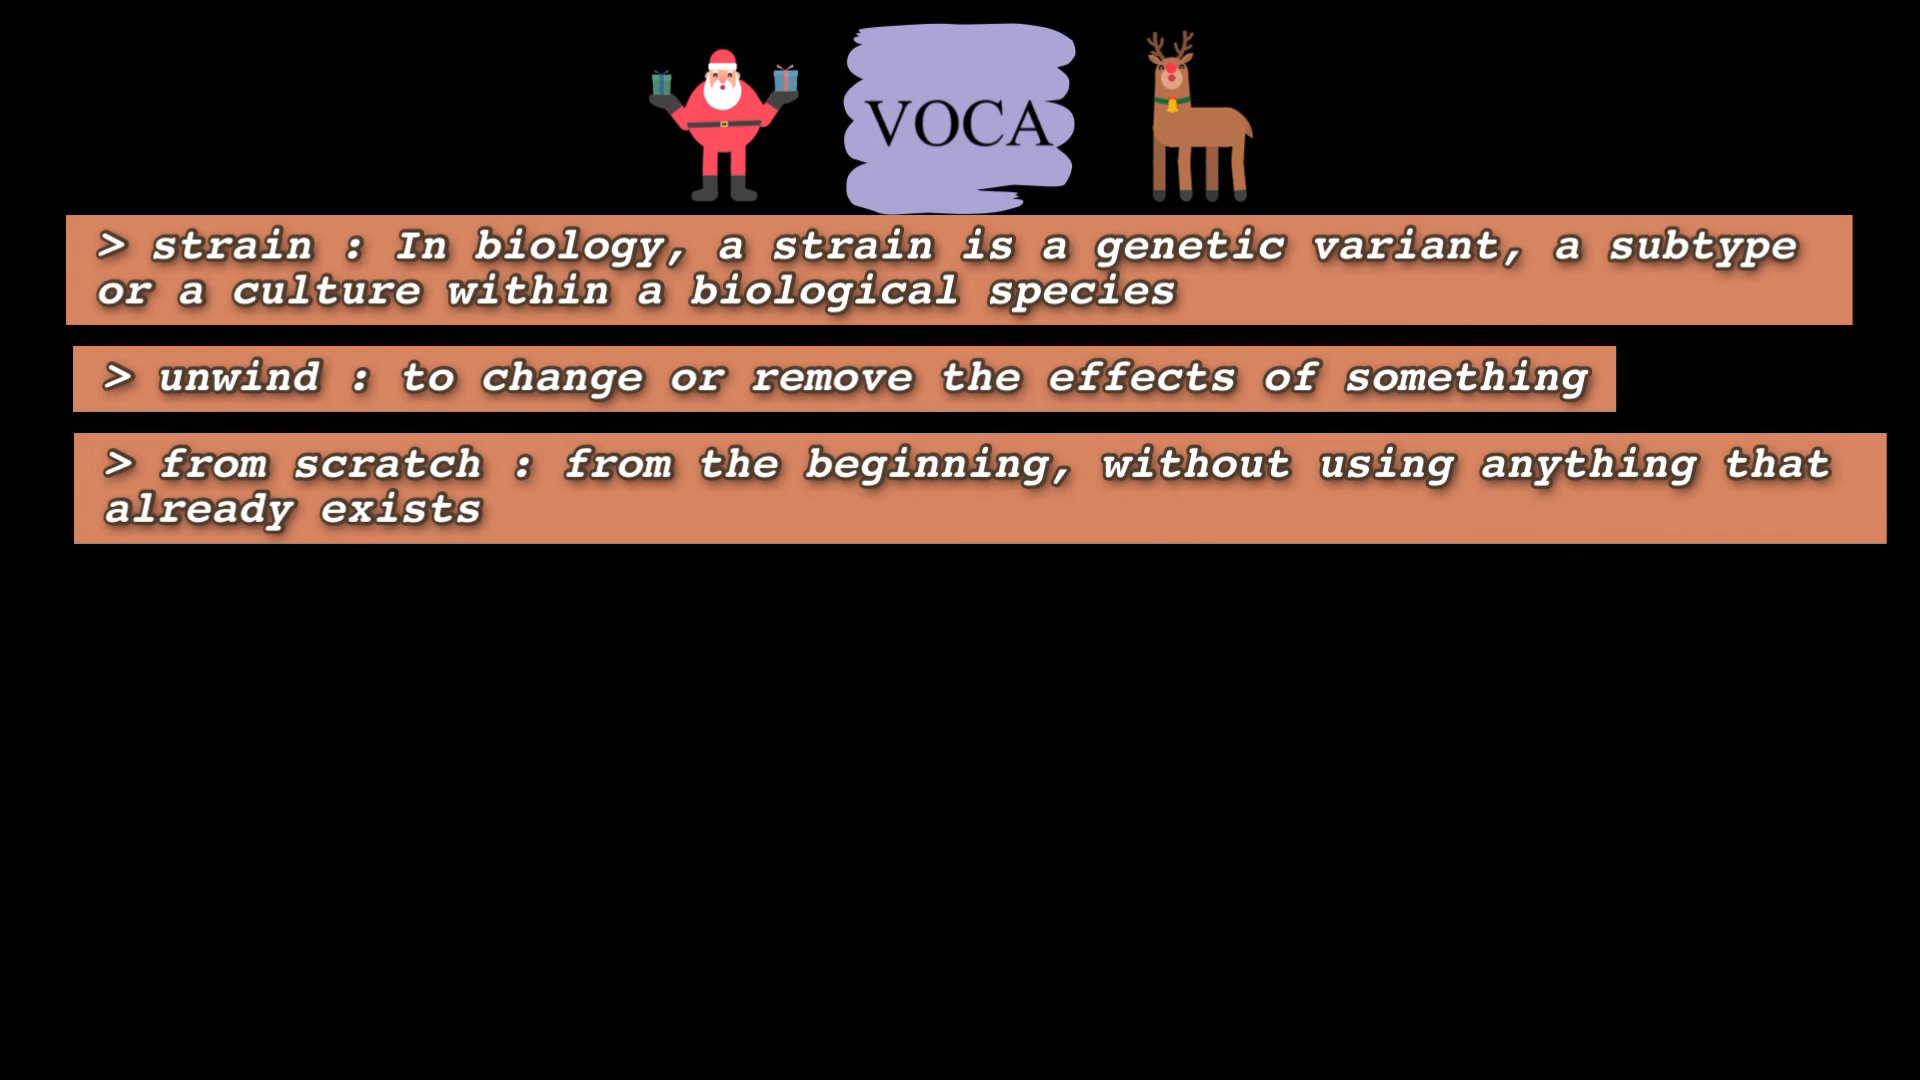 VOCA
> strain : In biology, a strain is a genetic variant, a subtype
or a culture within a biological species
> unwind : to change or remove the effects of something
> from scratch : from the beginning, without using anything that
already exists